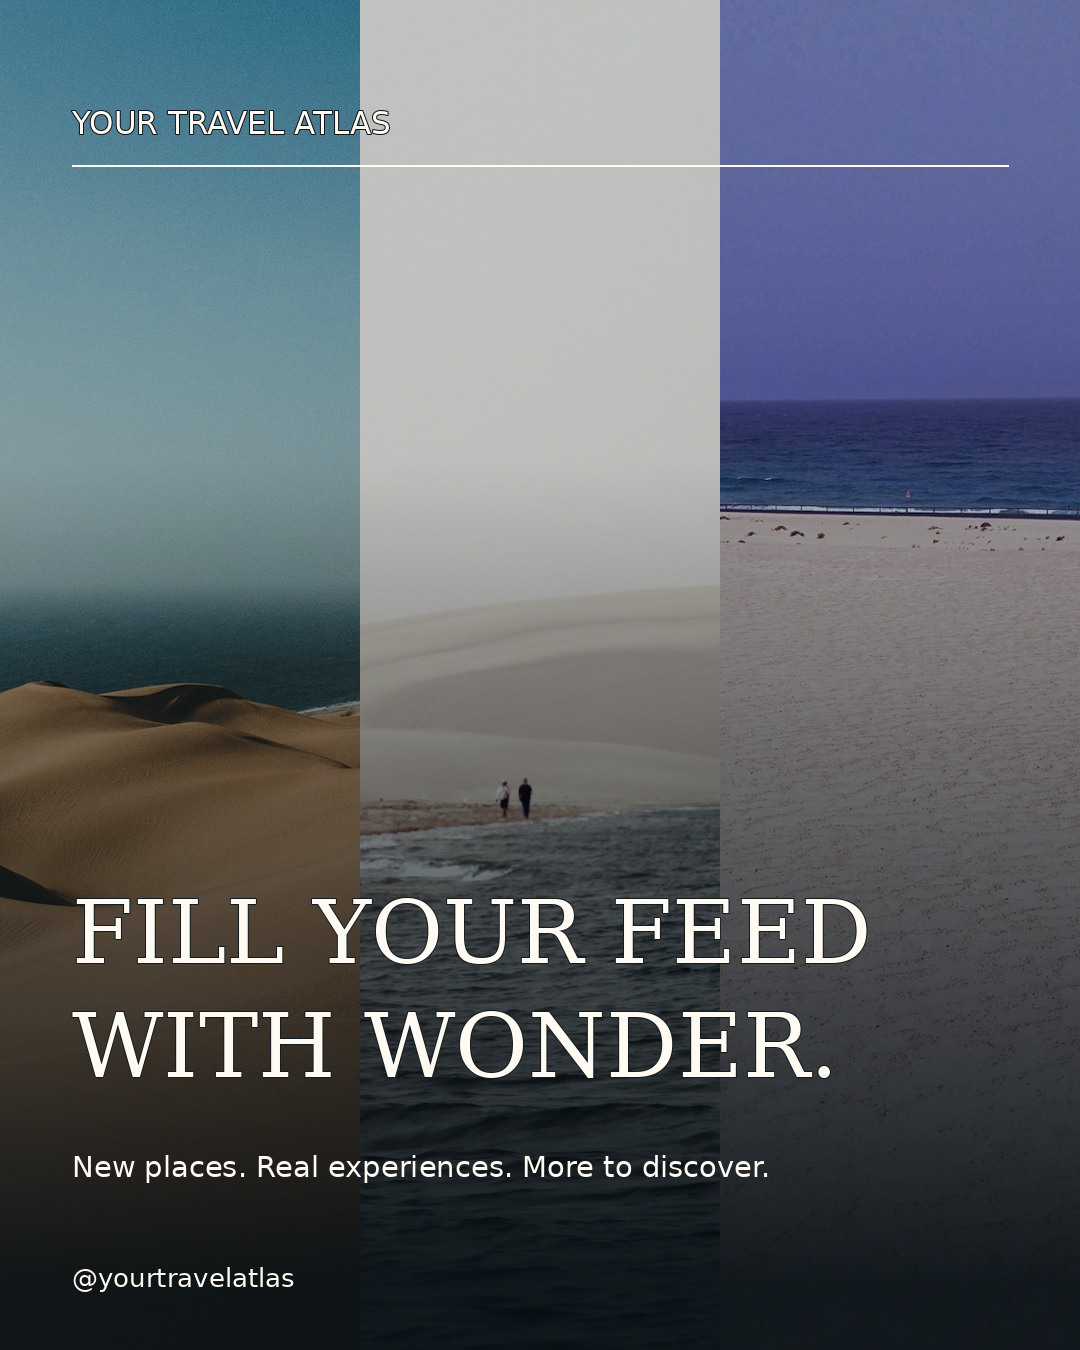 YOUR TRAVEL ATLAS
FILL YOUR FEED
WITH WONDER.
New places. Real experiences. More to discover.
@yourtravelatlas